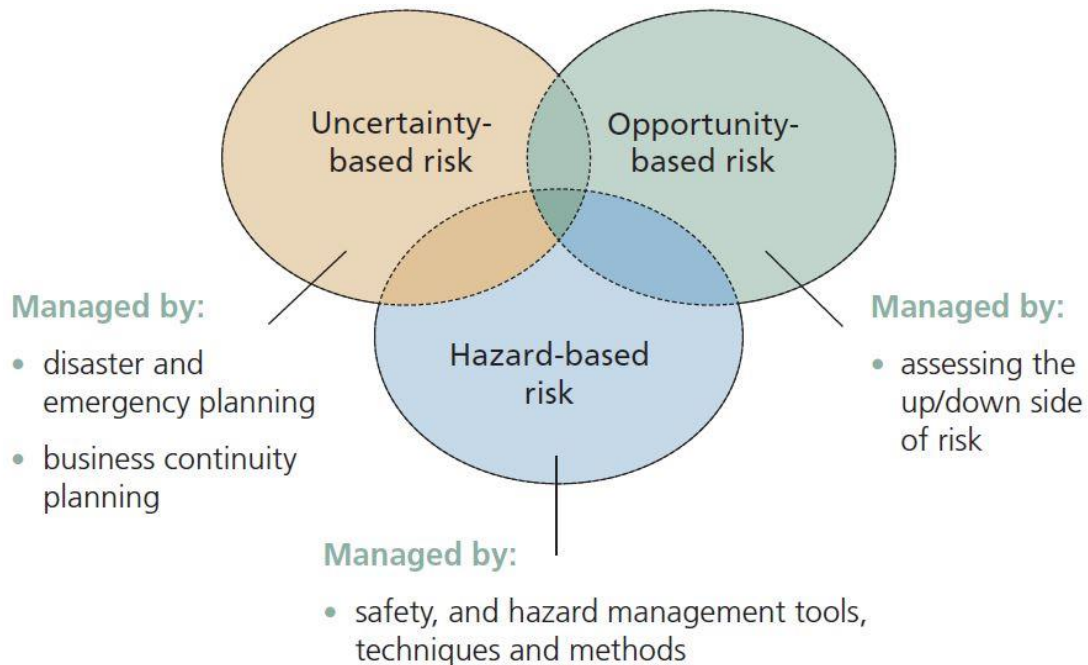 Uncertainty-
based risk
Opportunity-
based risk
Hazard-based
risk
Managed by:
• disaster and
emergency planning
• business continuity
planning
Managed by:
• assessing the
up/down side
of risk
Managed by:
• safety, and hazard management tools,
techniques and methods